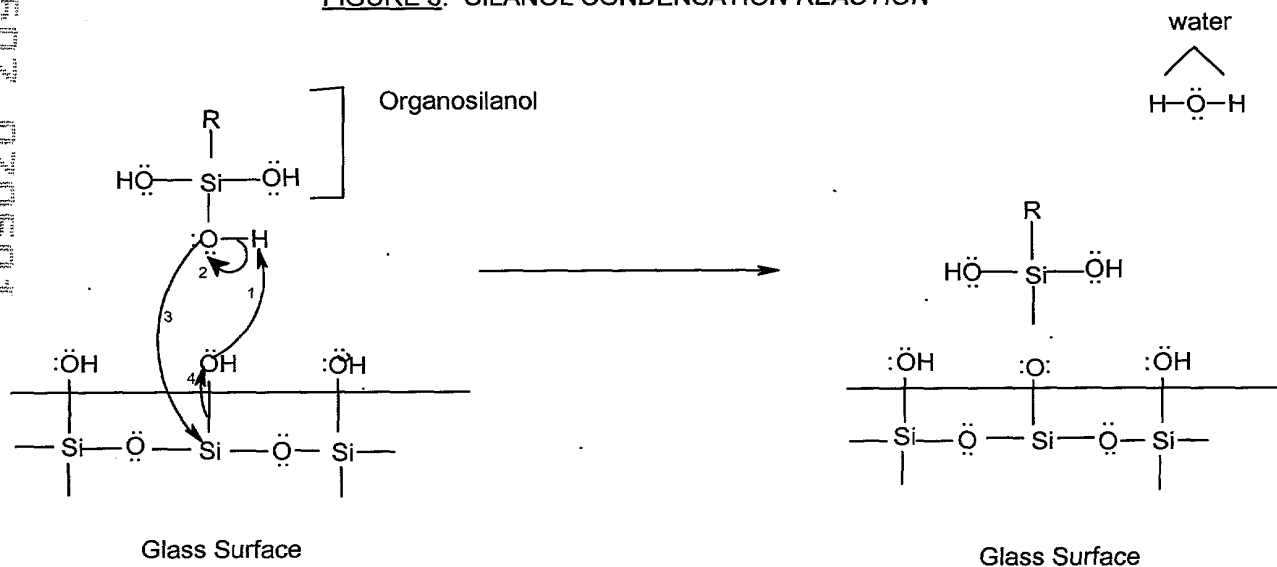 FIGURE 3: SILANOL CONDENSATION REACTION
water
H-Ö-H
Organosilanol
R
HÖ Si ÖH
:O H
2
1
3
:ÖH ÖH :ÖH
4
Si Ö Si Ö Si
Glass Surface
R
HÖ Si ÖH
:ÖH :O: :ÖH
Si Ö Si Ö Si
Glass Surface